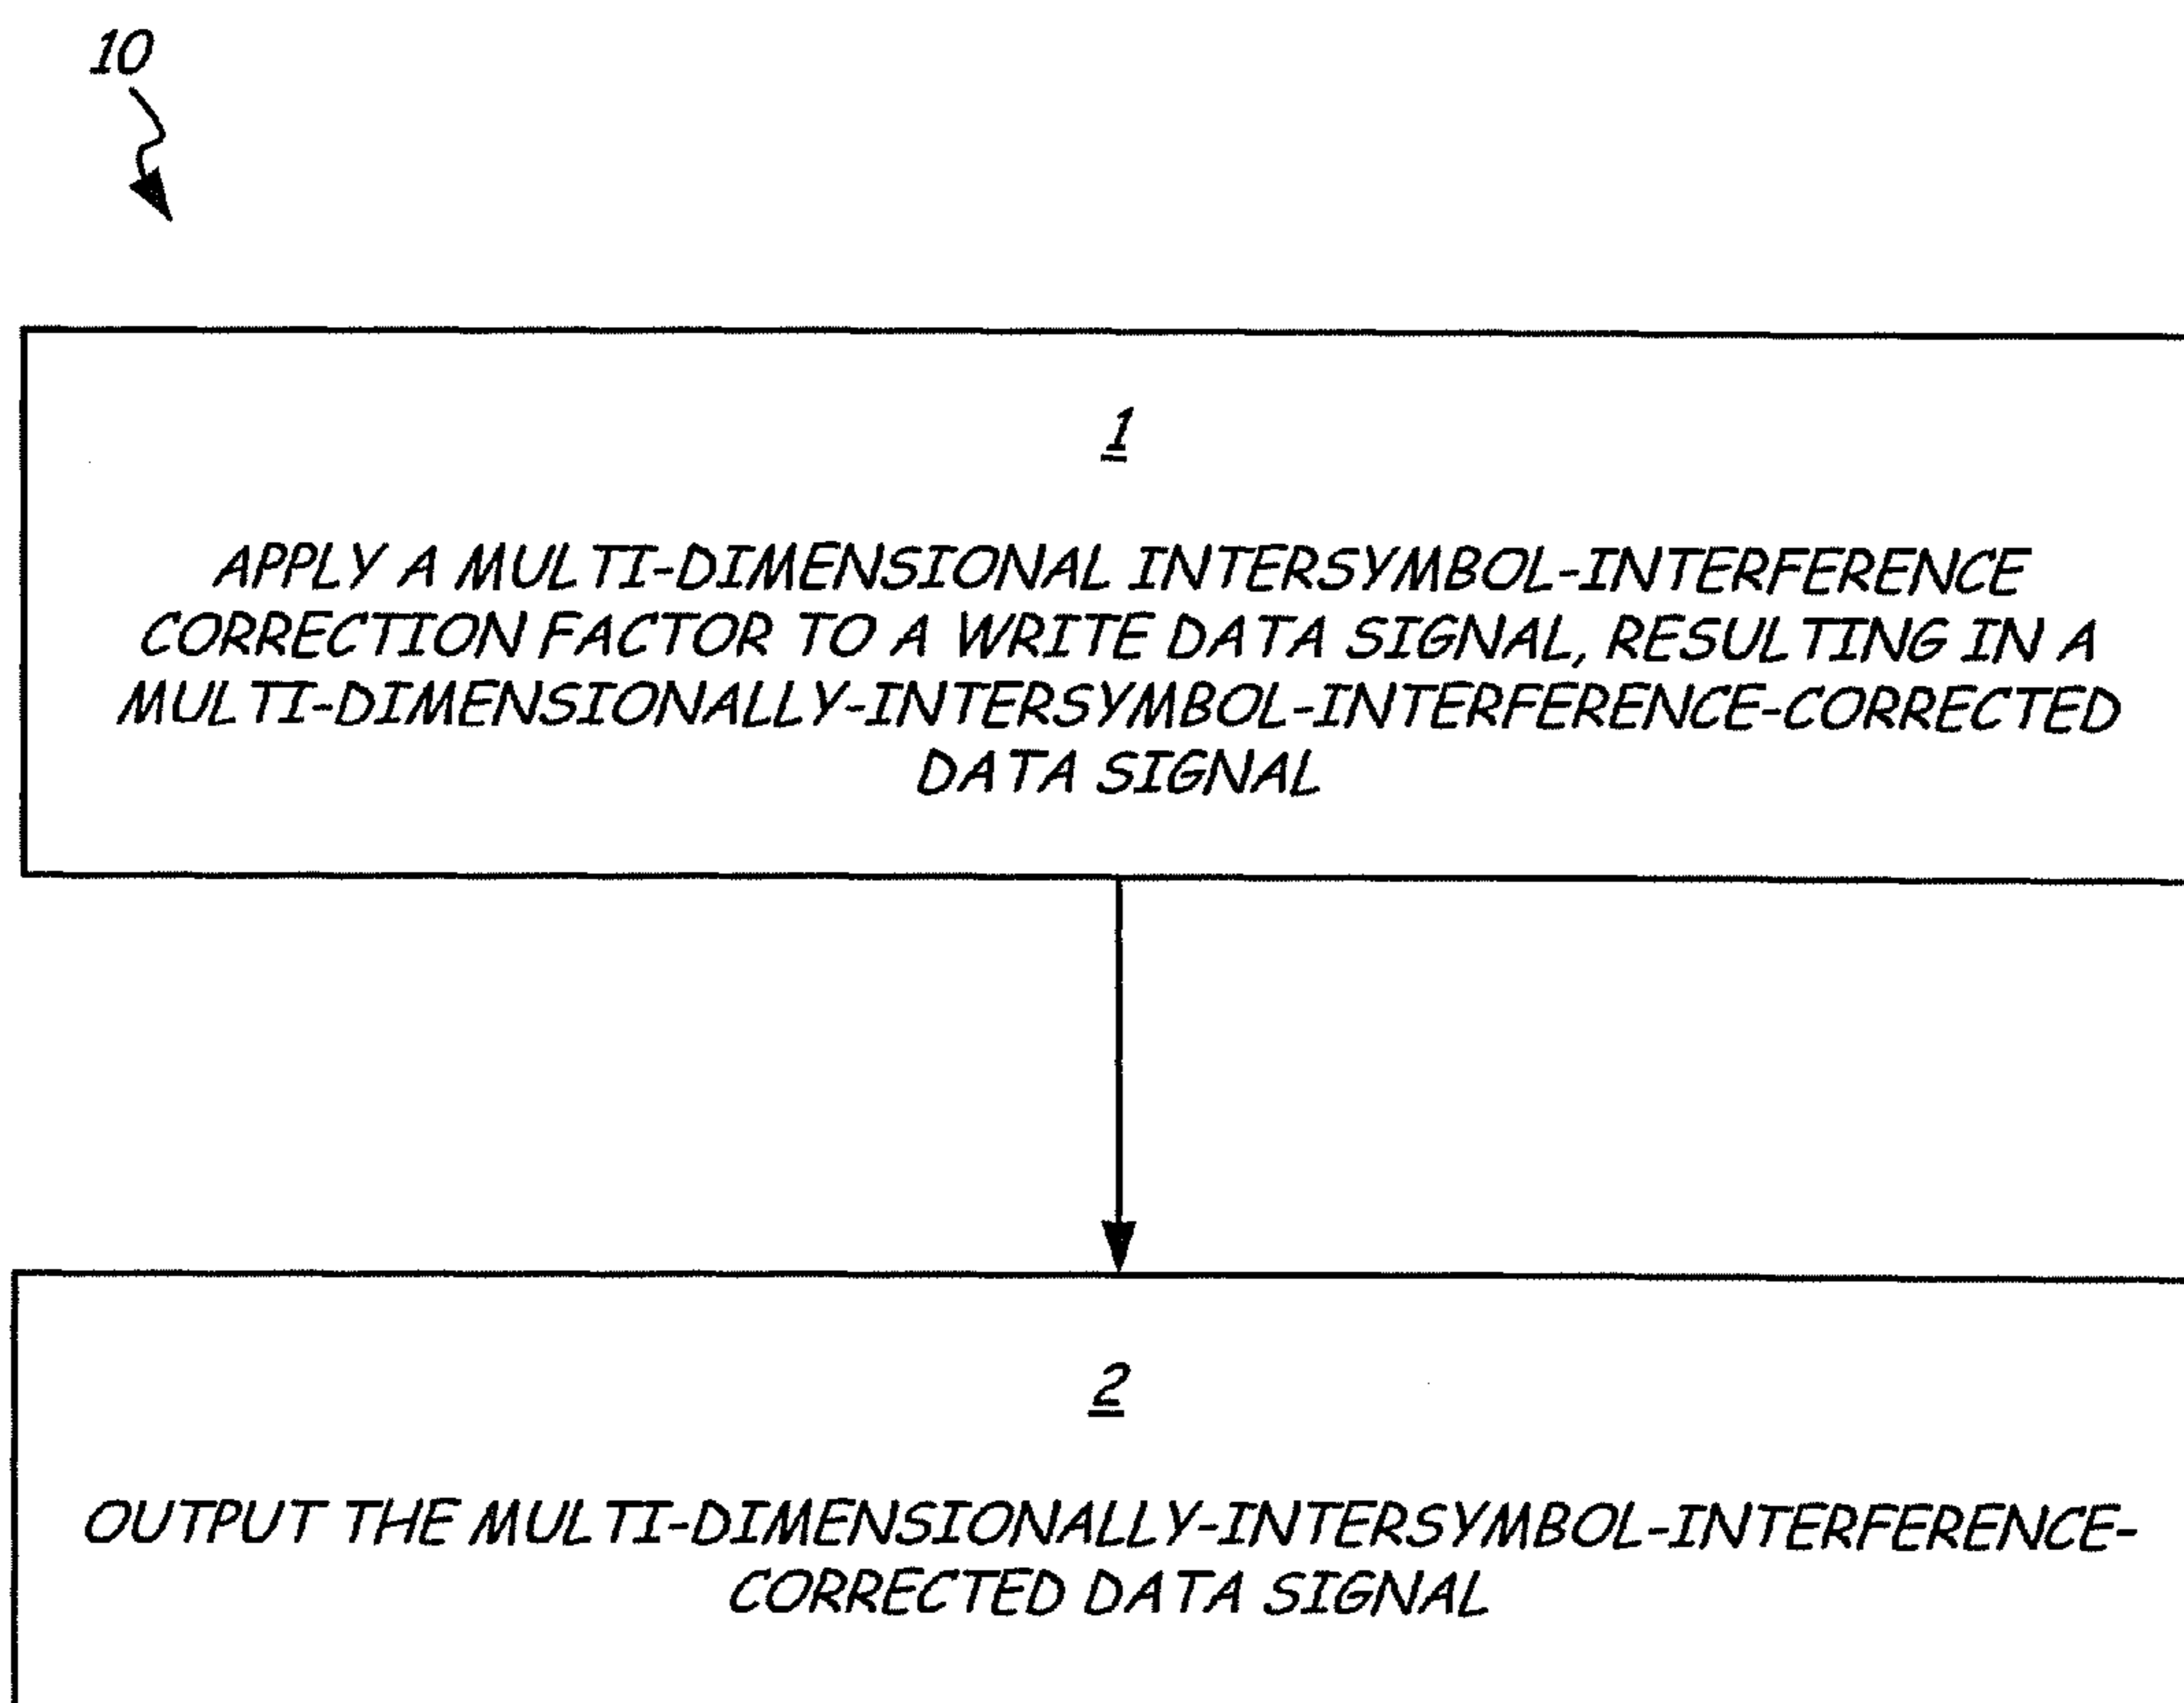 10
1
APPLY A MULTI-DIMENSIONAL INTERSYMBOL-INTERFERENCE
CORRECTION FACTOR TO A WRITE DATA SIGNAL, RESULTING IN A
MULTI-DIMENSIONALLY-INTERSYMBOL-INTERFERENCE-CORRECTED
DATA SIGNAL
2
OUTPUT THE MULTI-DIMENSIONALLY-INTERSYMBOL-INTERFERENCE-
CORRECTED DATA SIGNAL